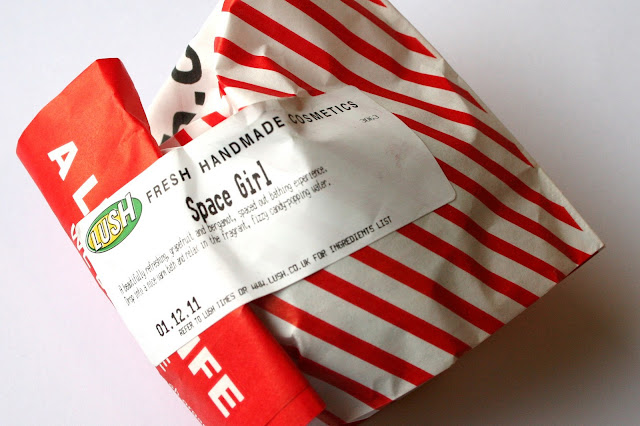 FRESH HANDMADE COSMETICS
LUSH
Space Girl
A beautifully refreshing, grapefruit and bergamot, spaced out bathing experience.
Drop into a nice warm bath and relax in the fragrant, fizzy candy-popping water.
01.12.11
REFER TO LUSH TIMES OR WWW.LUSH.CO.UK FOR INGREDIENTS LIST